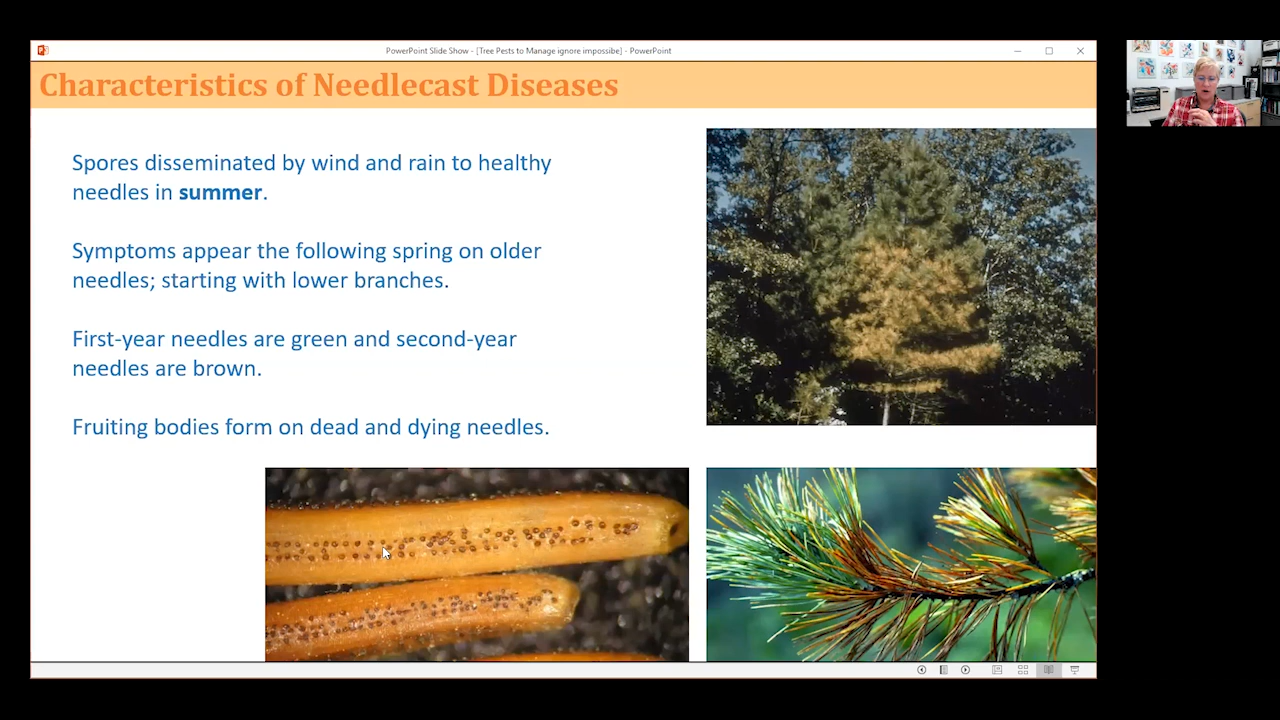 PowerPoint Slide Show - [Tree Pests to Manage ignore impossibe] - PowerPoint
Characteristics of Needlecast Diseases
Spores disseminated by wind and rain to healthy
needles in summer.
Symptoms appear the following spring on older
needles; starting with lower branches.
First-year needles are green and second-year
needles are brown.
Fruiting bodies form on dead and dying needles.